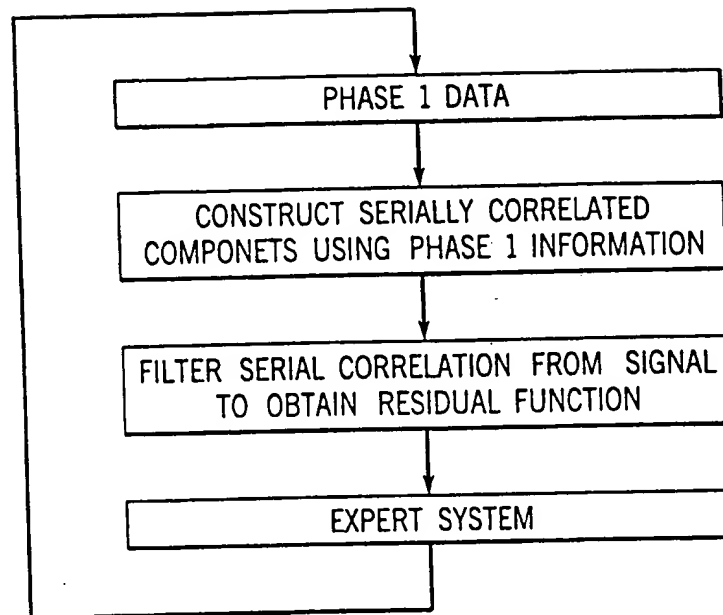 PHASE 1 DATA
CONSTRUCT SERIALLY CORRELATED
COMPONETS USING PHASE 1 INFORMATION
FILTER SERIAL CORRELATION FROM SIGNAL
TO OBTAIN RESIDUAL FUNCTION
EXPERT SYSTEM